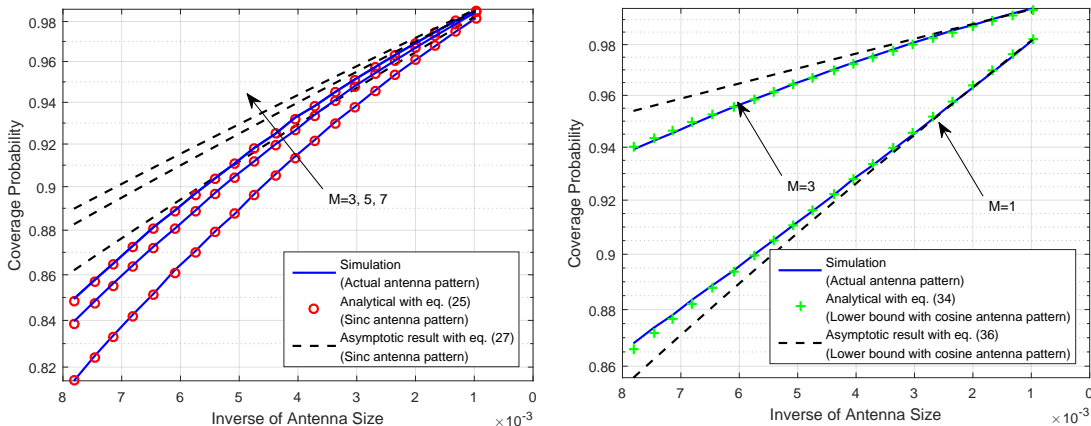 0.98
0.96
0.94
0.92
0.9
0.88
0.86
0.84
0.82
Coverage Probability
M=3, 5, 7
Simulation
(Actual antenna pattern)
Analytical with eq. (25)
(Sinc antenna pattern)
Asymptotic result with eq. (27)
(Sinc antenna pattern)
8 7 6 5 4 3 2 1 0
Inverse of Antenna Size
×10⁻³
0.98
0.96
0.94
0.92
0.9
0.88
0.86
Coverage Probability
M=3
M=1
Simulation
(Actual antenna pattern)
Analytical with eq. (34)
(Lower bound with cosine antenna pattern)
Asymptotic result with eq. (36)
(Lower bound with cosine antenna pattern)
8 7 6 5 4 3 2 1 0
Inverse of Antenna Size
×10⁻³